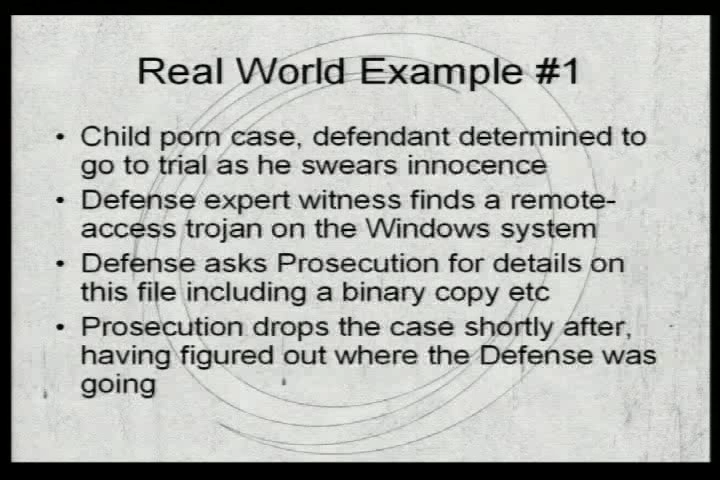 Real World Example #1
• Child porn case, defendant determined to
go to trial as he swears innocence
• Defense expert witness finds a remote-
access trojan on the Windows system
• Defense asks Prosecution for details on
this file including a binary copy etc
• Prosecution drops the case shortly after,
having figured out where the Defense was
going